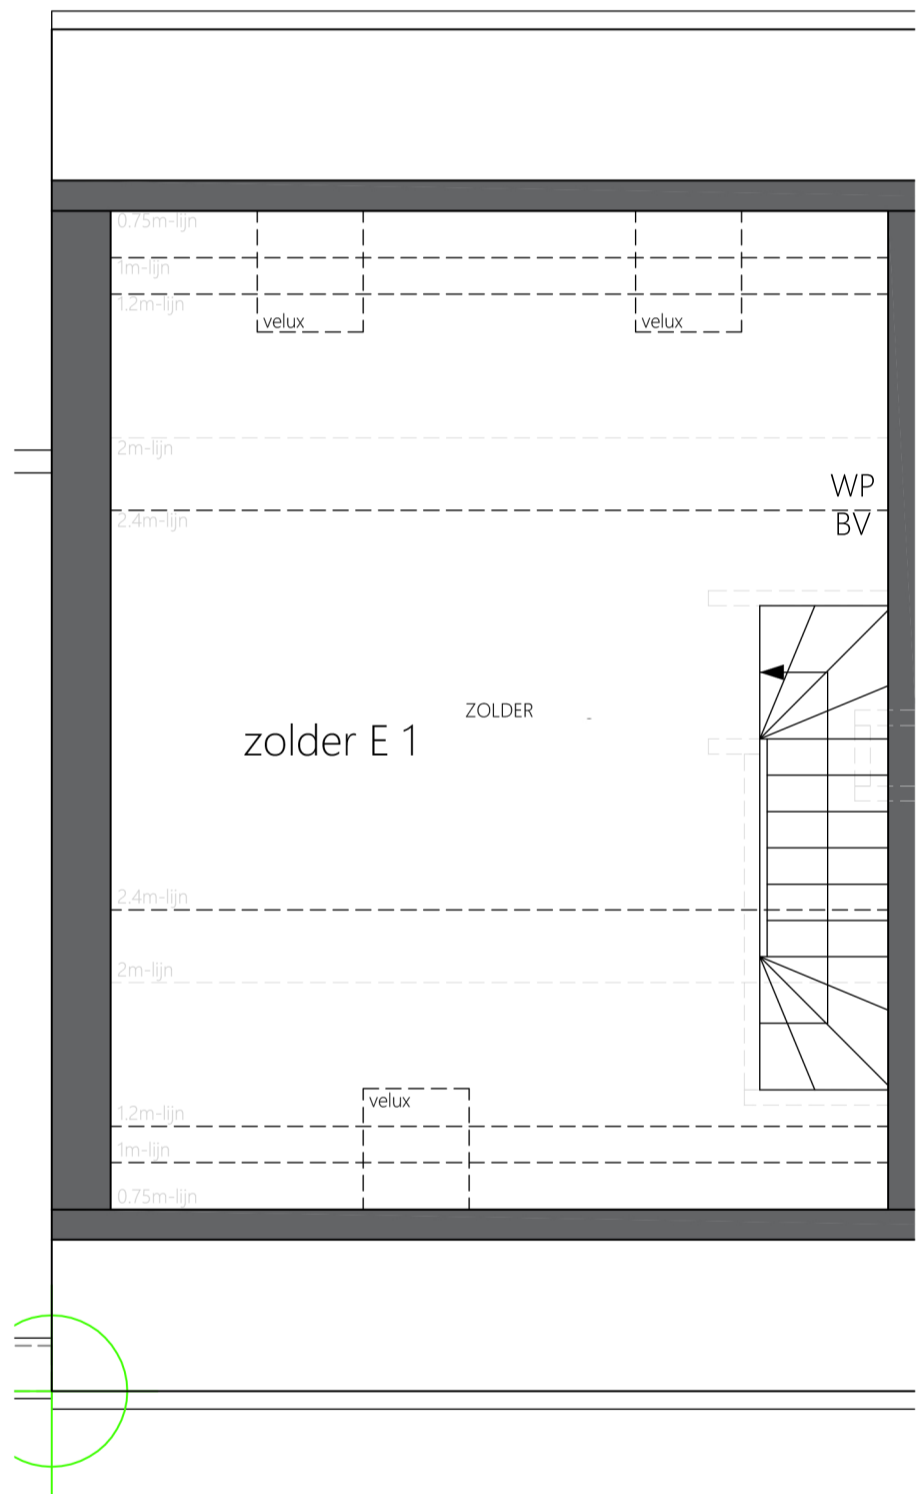 0.75m-lijn
1m-lijn
1.2m-lijn
velux
velux
2m-lijn
WP
2.4m-lijn
BV
ZOLDER
zolder E 1
2.4m-lijn
2m-lijn
velux
1.2m-lijn
1m-lijn
0.75m-lijn